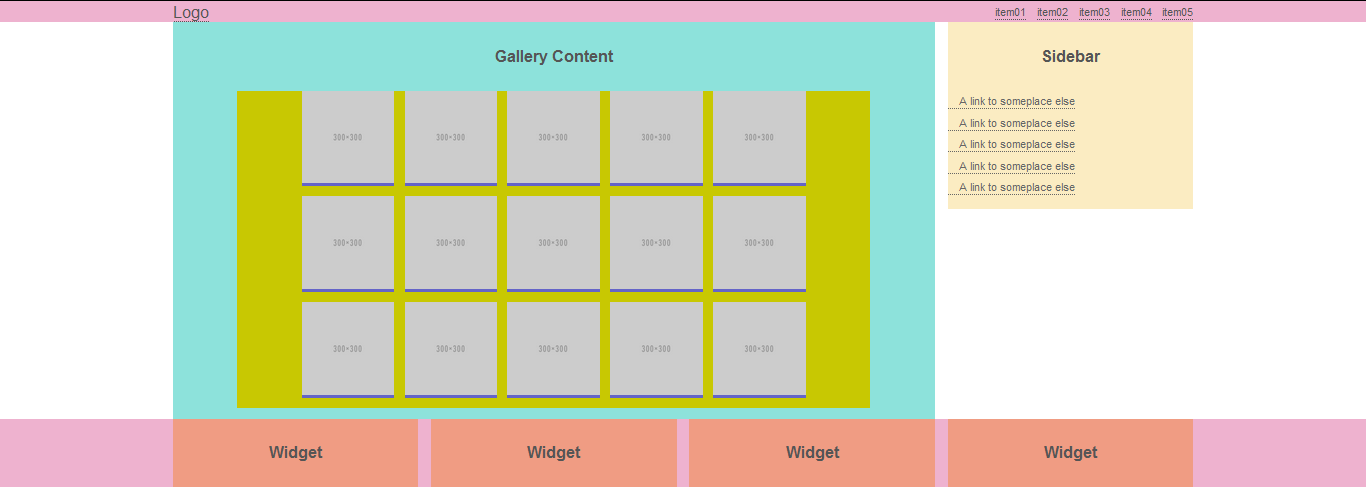 Logo
item01 item02 item03 item04 item05
Gallery Content
300×300 300×300 300×300 300×300 300×300
300×300 300×300 300×300 300×300 300×300
300×300 300×300 300×300 300×300 300×300
Sidebar
A link to someplace else
A link to someplace else
A link to someplace else
A link to someplace else
A link to someplace else
Widget Widget Widget Widget